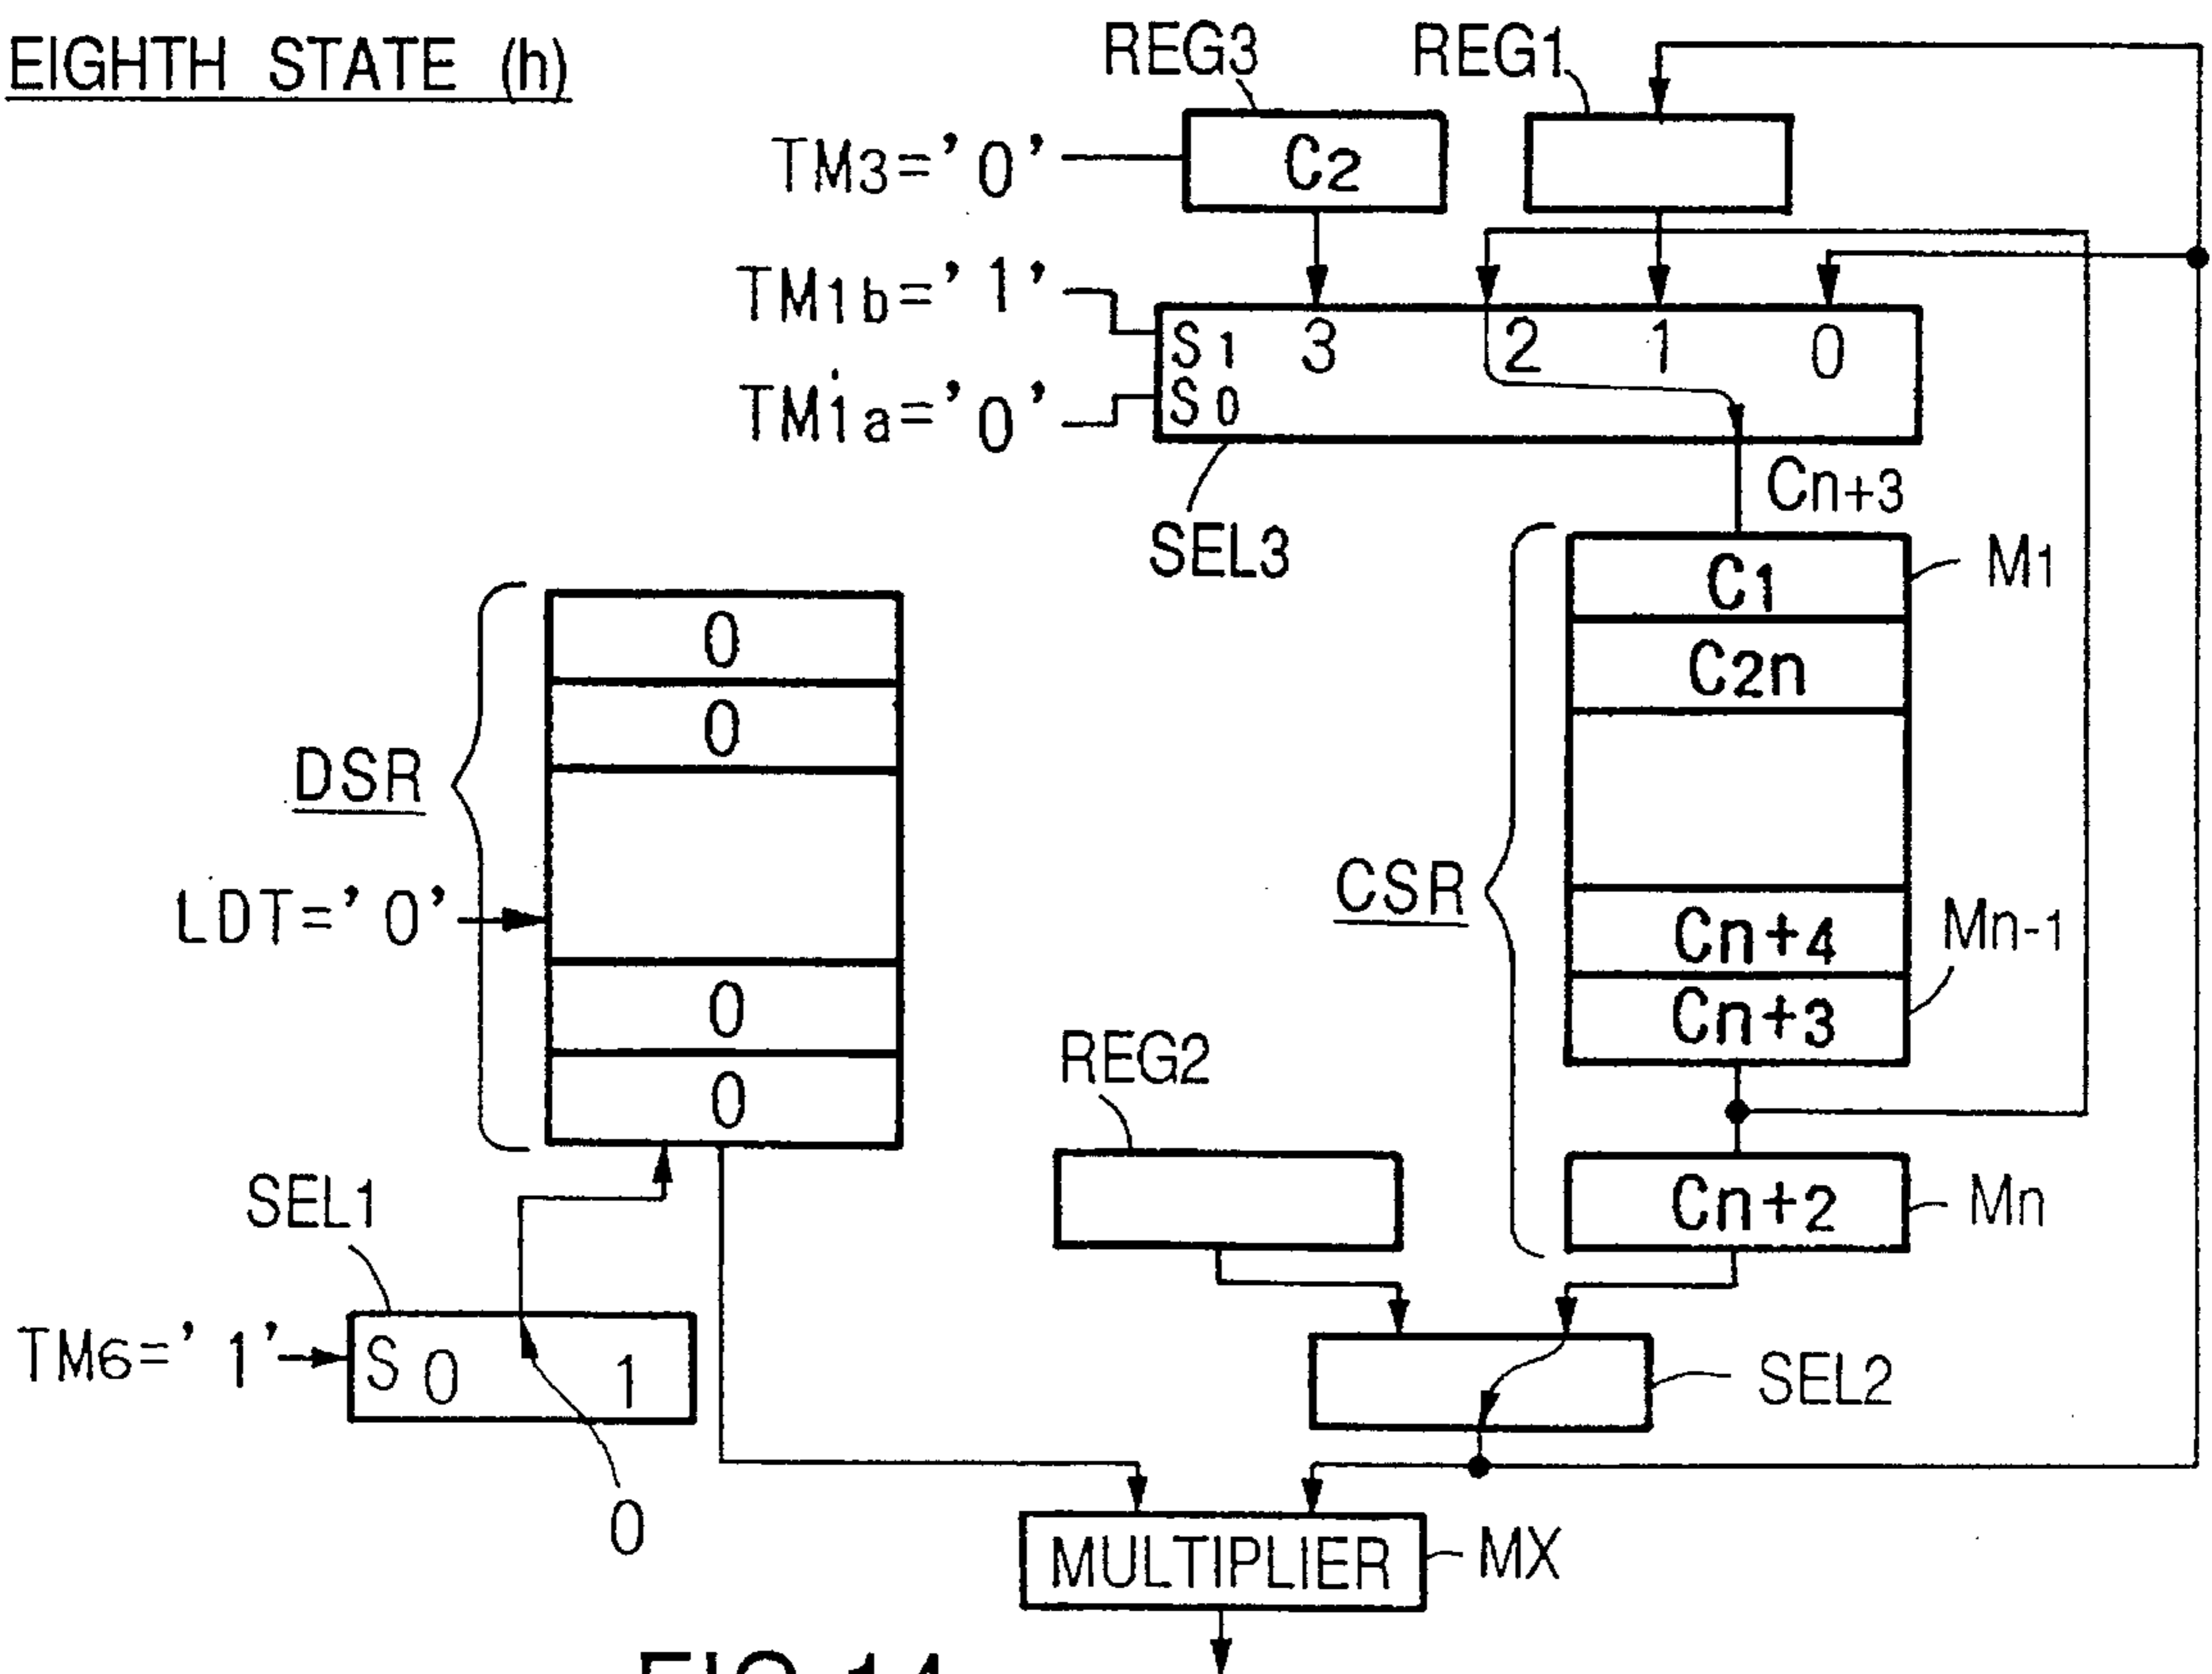 EIGHTH STATE (h)
REG3
REG1
TM3='0'
C2
TM1b='1'
TM1a='0'
S1 3 2 1 0
S0
SEL3
Cn+3
C1
M1
C2n
Cn+4
Mn-1
Cn+3
CSR
Cn+2
Mn
DSR
0
0
0
0
LDT='0'
REG2
SEL1
TM6='1'
S 0 1
0
SEL2
MULTIPLIER
MX